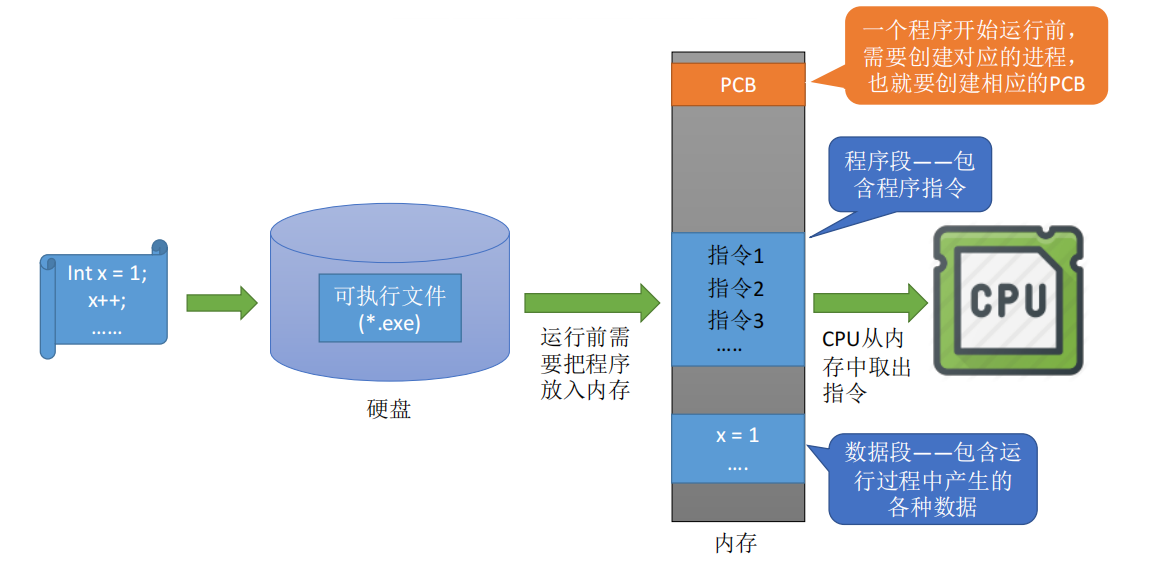 一个程序开始运行前，
需要创建对应的进程，
也就要创建相应的PCB
PCB
程序段——包
含程序指令
Int x = 1;
x++;
……
可执行文件
(*.exe)
硬盘
运行前需
要把程序
放入内存
指令1
指令2
指令3
…..
CPU从内
存中取出
指令
CPU
x = 1
….
数据段——包含运
行过程中产生的
各种数据
内存